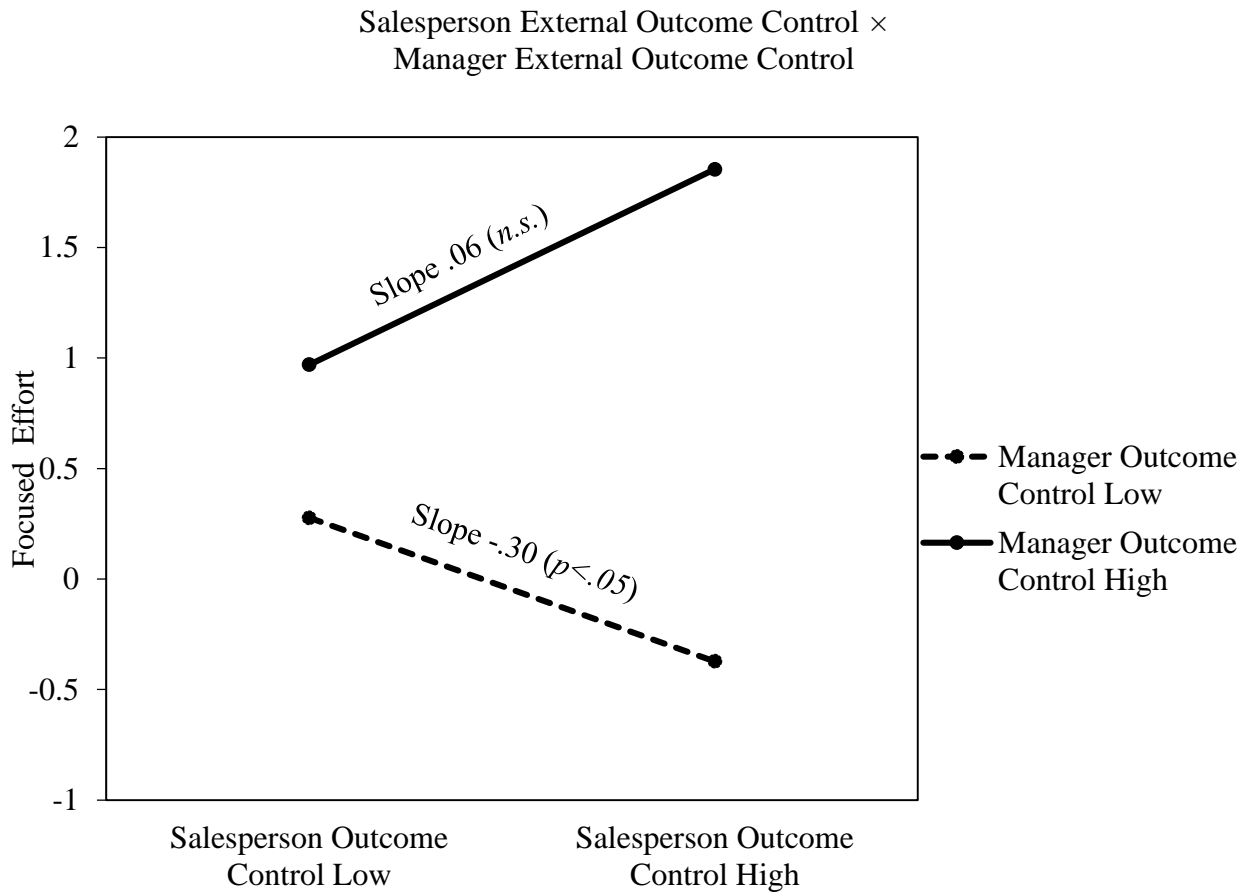 Salesperson External Outcome Control ×
Manager External Outcome Control
2
1.5
1
0.5
0
-0.5
-1
Focused Effort
Slope .06 (n.s.)
Slope -.30 (p<.05)
Manager Outcome
Control Low
Manager Outcome
Control High
Salesperson Outcome
Control Low
Salesperson Outcome
Control High